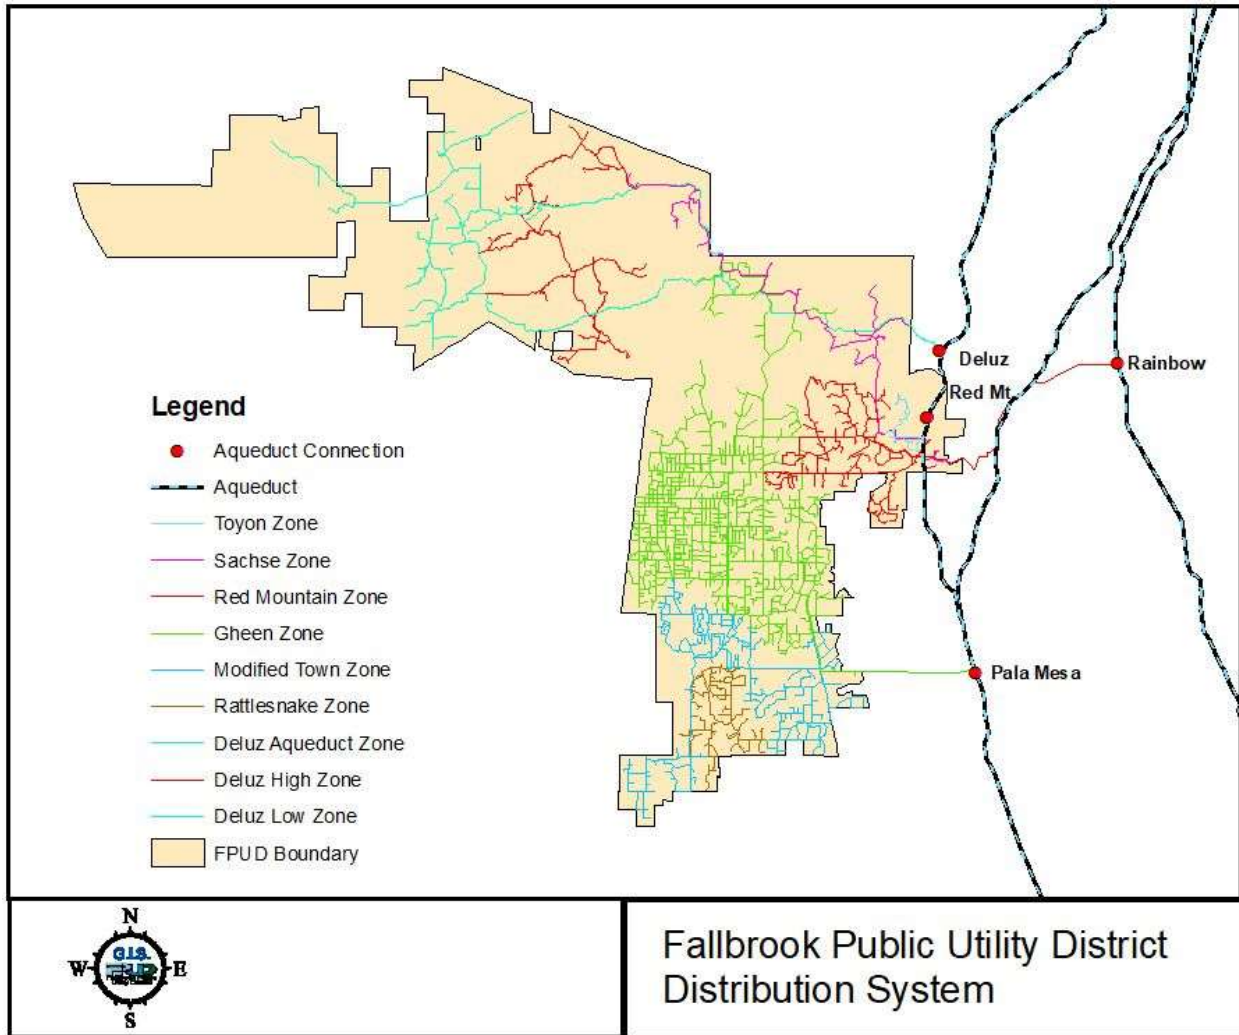 Deluz
Rainbow
Red Mt
Pala Mesa
Legend
Aqueduct Connection
Aqueduct
Toyon Zone
Sachse Zone
Red Mountain Zone
Gheen Zone
Modified Town Zone
Rattlesnake Zone
Deluz Aqueduct Zone
Deluz High Zone
Deluz Low Zone
FPUD Boundary
N
G.I.S.
W E
S
Fallbrook Public Utility District
Distribution System